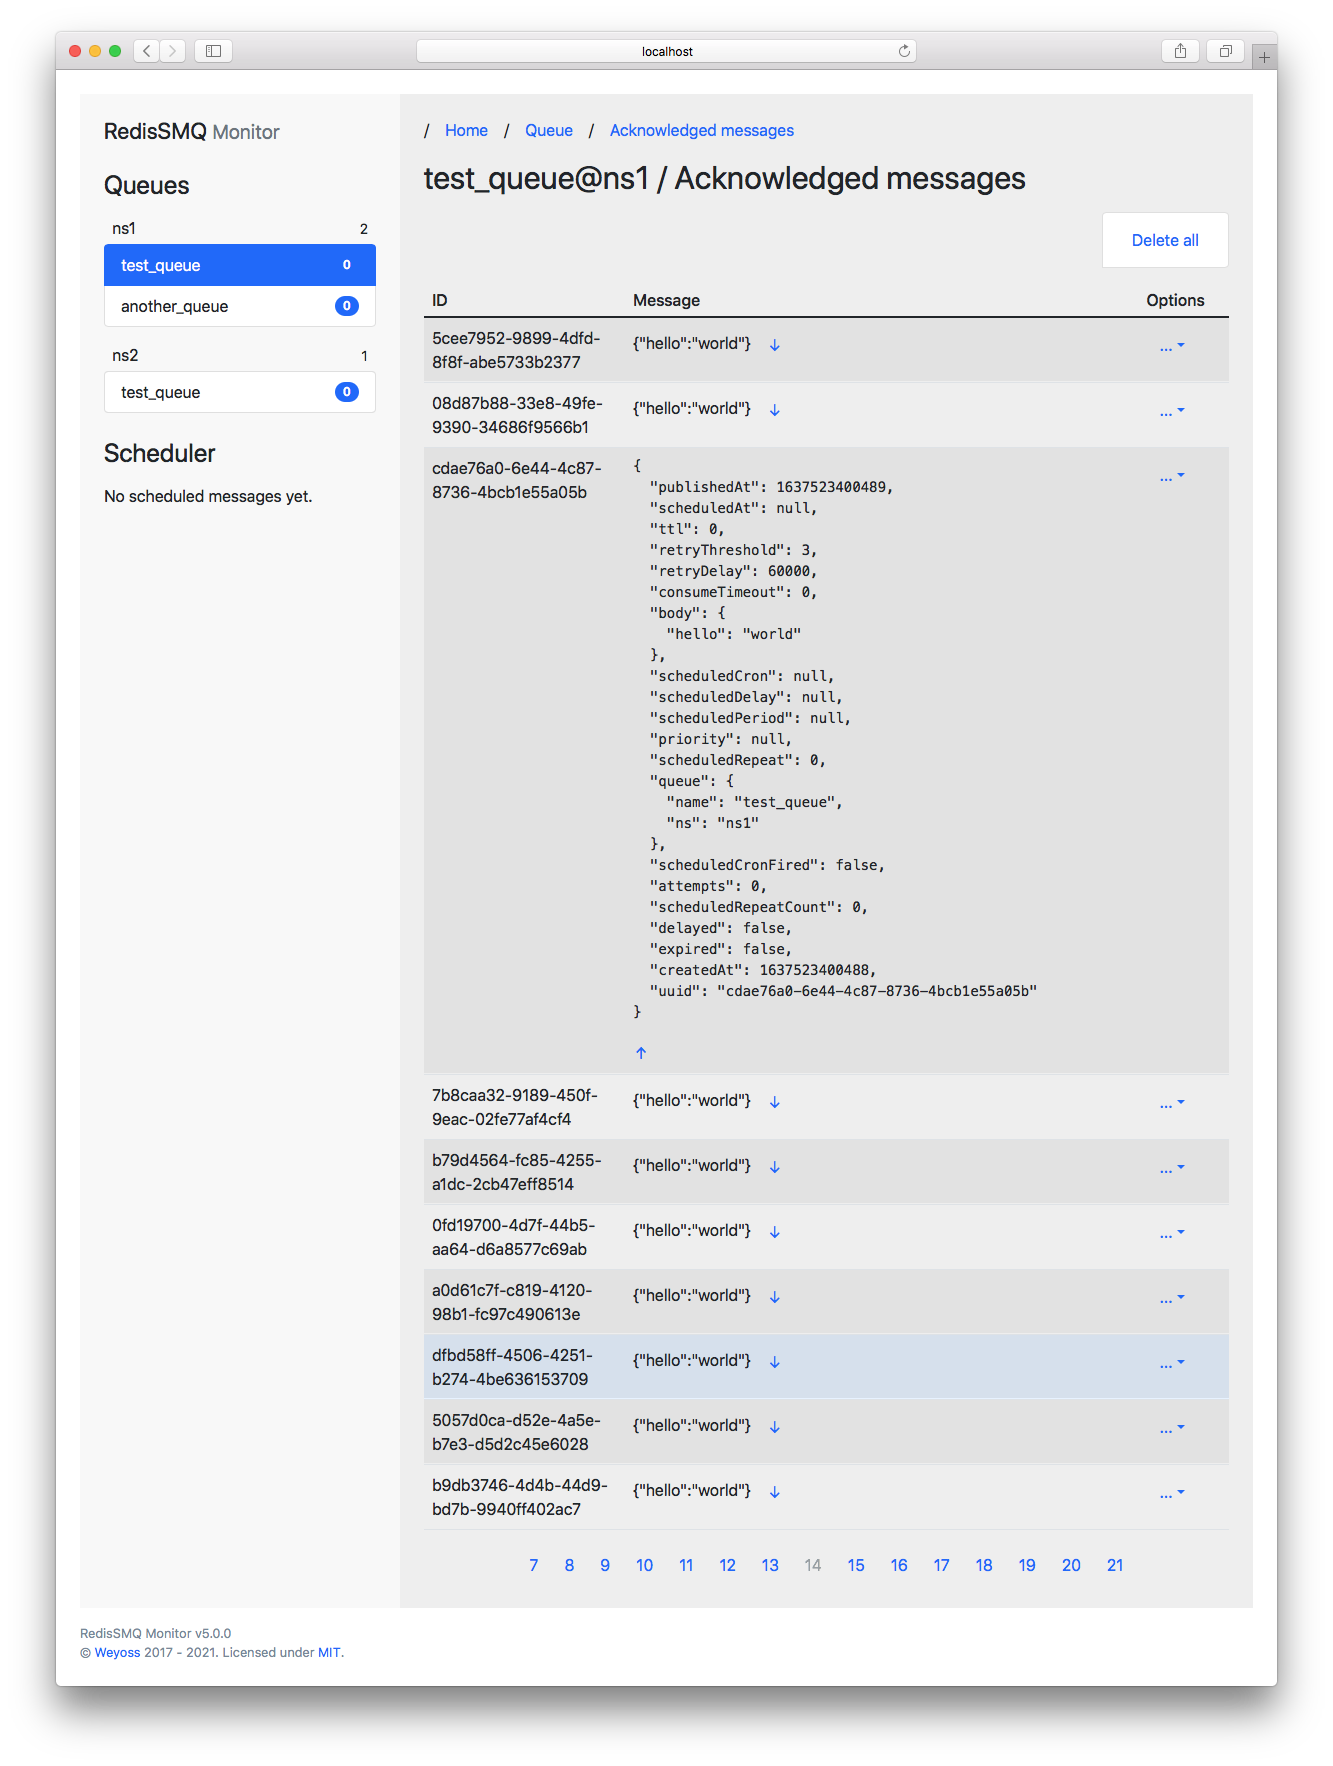 localhost
RedisSMQ Monitor
Queues
ns1 2
test_queue 0
another_queue 0
ns2 1
test_queue 0
Scheduler
No scheduled messages yet.
/ Home / Queue / Acknowledged messages
test_queue@ns1 / Acknowledged messages
Delete all
ID Message Options
5cee7952-9899-4dfd-
8f8f-abe5733b2377
{"hello":"world"} ↓ ...
08d87b88-33e8-49fe-
9390-34686f9566b1
{"hello":"world"} ↓ ...
cdae76a0-6e44-4c87-
8736-4bcb1e55a05b
{
  "publishedAt": 1637523400489,
  "scheduledAt": null,
  "ttl": 0,
  "retryThreshold": 3,
  "retryDelay": 60000,
  "consumeTimeout": 0,
  "body": {
    "hello": "world"
  },
  "scheduledCron": null,
  "scheduledDelay": null,
  "scheduledPeriod": null,
  "priority": null,
  "scheduledRepeat": 0,
  "queue": {
    "name": "test_queue",
    "ns": "ns1"
  },
  "scheduledCronFired": false,
  "attempts": 0,
  "scheduledRepeatCount": 0,
  "delayed": false,
  "expired": false,
  "createdAt": 1637523400488,
  "uuid": "cdae76a0-6e44-4c87-8736-4bcb1e55a05b"
}
↑
...
7b8caa32-9189-450f-
9eac-02fe77af4cf4
{"hello":"world"} ↓ ...
b79d4564-fc85-4255-
a1dc-2cb47eff8514
{"hello":"world"} ↓ ...
0fd19700-4d7f-44b5-
aa64-d6a8577c69ab
{"hello":"world"} ↓ ...
a0d61c7f-c819-4120-
98b1-fc97c490613e
{"hello":"world"} ↓ ...
dfbd58ff-4506-4251-
b274-4be636153709
{"hello":"world"} ↓ ...
5057d0ca-d52e-4a5e-
b7e3-d5d2c45e6028
{"hello":"world"} ↓ ...
b9db3746-4d4b-44d9-
bd7b-9940ff402ac7
{"hello":"world"} ↓ ...
7 8 9 10 11 12 13 14 15 16 17 18 19 20 21
RedisSMQ Monitor v5.0.0
© Weyoss 2017 - 2021. Licensed under MIT.